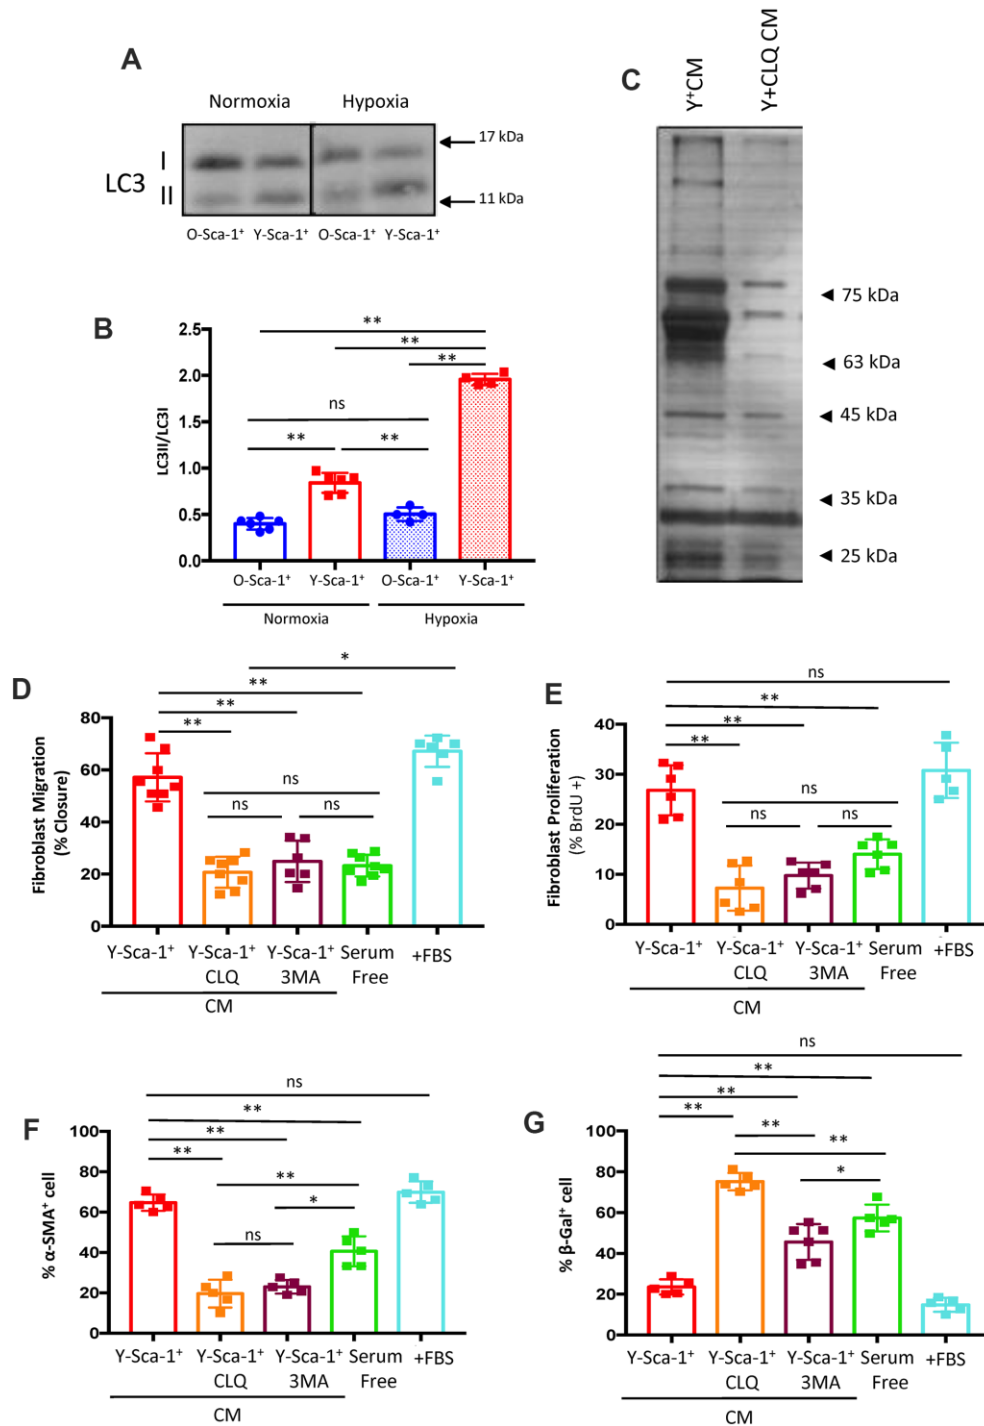 A
Normoxia Hypoxia
17 kDa
I
LC3
II
11 kDa
O-Sca-1⁺ Y-Sca-1⁺ O-Sca-1⁺ Y-Sca-1⁺
C
Y⁺CM
Y+CLQ CM
75 kDa
63 kDa
45 kDa
35 kDa
25 kDa
B
**
**
**
ns
**
**
LC3II/LC3I
2.5
2.0
1.5
1.0
0.5
0.0
O-Sca-1⁺ Y-Sca-1⁺ O-Sca-1⁺ Y-Sca-1⁺
Normoxia Hypoxia
D
*
**
**
**
ns
ns
ns
Fibroblast Migration
(% Closure)
80
60
40
20
0
Y-Sca-1⁺ Y-Sca-1⁺ Y-Sca-1⁺ Serum +FBS
CLQ 3MA Free
CM
E
ns
**
**
**
ns
ns
ns
Fibroblast Proliferation
(% BrdU +)
40
30
20
10
0
Y-Sca-1⁺ Y-Sca-1⁺ Y-Sca-1⁺ Serum +FBS
CLQ 3MA Free
CM
F
ns
**
**
**
**
*
ns
% α-SMA⁺ cell
100
80
60
40
20
0
Y-Sca-1⁺ Y-Sca-1⁺ Y-Sca-1⁺ Serum +FBS
CLQ 3MA Free
CM
G
ns
**
**
**
**
**
*
% β-Gal⁺ cell
100
80
60
40
20
0
Y-Sca-1⁺ Y-Sca-1⁺ Y-Sca-1⁺ Serum +FBS
CLQ 3MA Free
CM